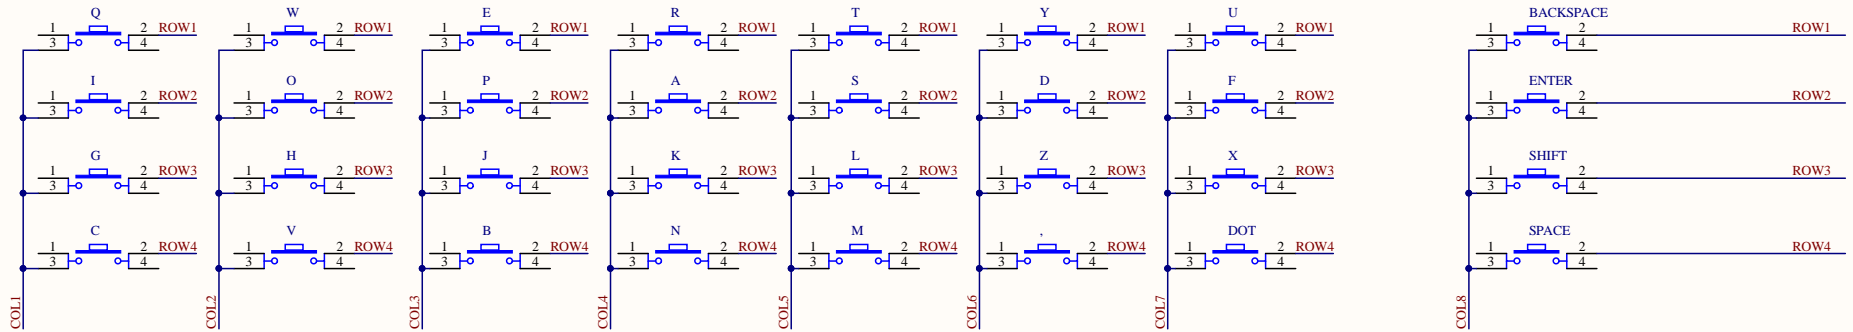 Q W E R T Y U BACKSPACE
1 2 ROW1 1 2 ROW1 1 2 ROW1 1 2 ROW1 1 2 ROW1 1 2 ROW1 1 2 ROW1 1 2 ROW1
3 4 3 4 3 4 3 4 3 4 3 4 3 4 3 4
I O P A S D F ENTER
1 2 ROW2 1 2 ROW2 1 2 ROW2 1 2 ROW2 1 2 ROW2 1 2 ROW2 1 2 ROW2 1 2 ROW2
3 4 3 4 3 4 3 4 3 4 3 4 3 4 3 4
G H J K L Z X SHIFT
1 2 ROW3 1 2 ROW3 1 2 ROW3 1 2 ROW3 1 2 ROW3 1 2 ROW3 1 2 ROW3 1 2 ROW3
3 4 3 4 3 4 3 4 3 4 3 4 3 4 3 4
C V B N M , DOT SPACE
1 2 ROW4 1 2 ROW4 1 2 ROW4 1 2 ROW4 1 2 ROW4 1 2 ROW4 1 2 ROW4 1 2 ROW4
3 4 3 4 3 4 3 4 3 4 3 4 3 4 3 4
COL1 COL2 COL3 COL4 COL5 COL6 COL7 COL8